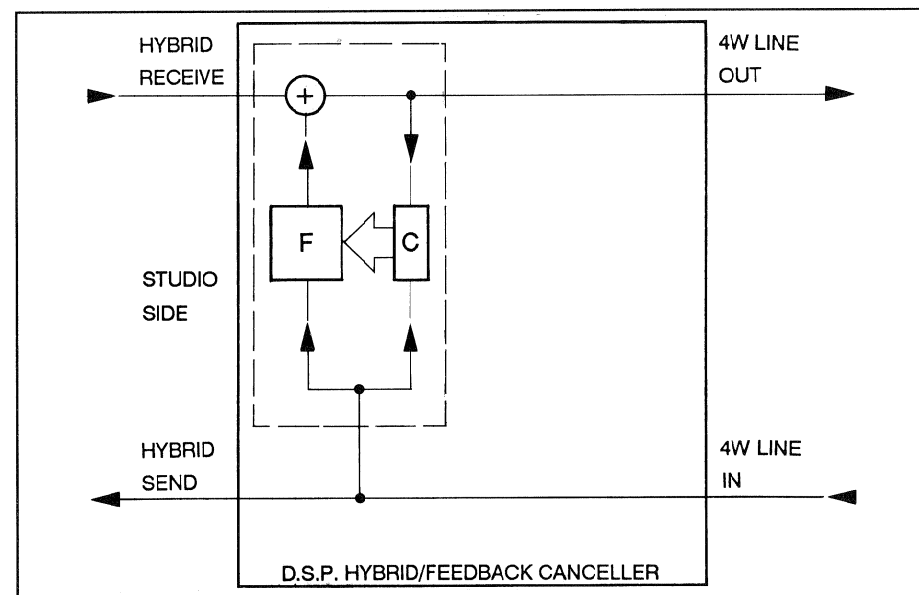 HYBRID
RECEIVE
4W LINE
OUT
+
F
C
STUDIO
SIDE
HYBRID
SEND
4W LINE
IN
D.S.P. HYBRID/FEEDBACK CANCELLER